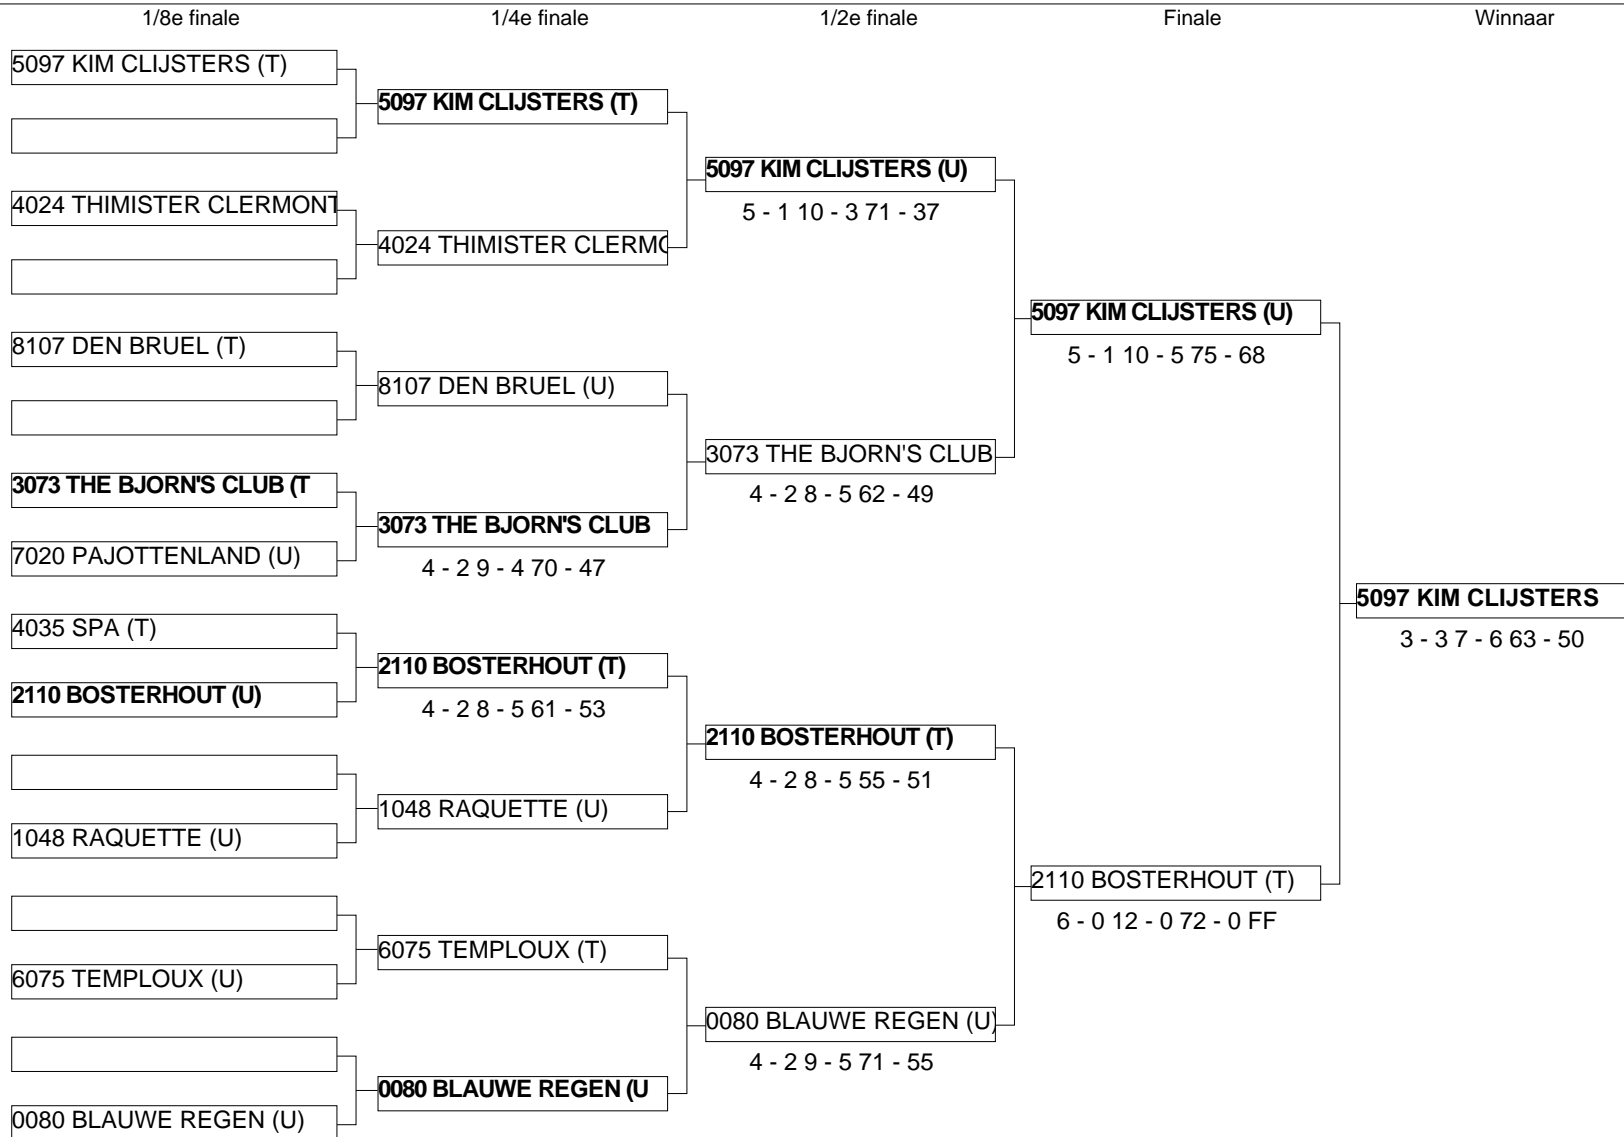 1/8e finale
1/4e finale
1/2e finale
Finale
Winnaar
5097 KIM CLIJSTERS (T)
4024 THIMISTER CLERMONT
8107 DEN BRUEL (T)
3073 THE BJORN'S CLUB (T
7020 PAJOTTENLAND (U)
4035 SPA (T)
2110 BOSTERHOUT (U)
1048 RAQUETTE (U)
6075 TEMPLOUX (U)
0080 BLAUWE REGEN (U)
5097 KIM CLIJSTERS (T)
4024 THIMISTER CLERMO
8107 DEN BRUEL (U)
3073 THE BJORN'S CLUB
4 - 2 9 - 4 70 - 47
2110 BOSTERHOUT (T)
4 - 2 8 - 5 61 - 53
1048 RAQUETTE (U)
6075 TEMPLOUX (T)
0080 BLAUWE REGEN (U
5097 KIM CLIJSTERS (U)
5 - 1 10 - 3 71 - 37
3073 THE BJORN'S CLUB
4 - 2 8 - 5 62 - 49
2110 BOSTERHOUT (T)
4 - 2 8 - 5 55 - 51
0080 BLAUWE REGEN (U)
4 - 2 9 - 5 71 - 55
5097 KIM CLIJSTERS (U)
5 - 1 10 - 5 75 - 68
2110 BOSTERHOUT (T)
6 - 0 12 - 0 72 - 0 FF
5097 KIM CLIJSTERS
3 - 3 7 - 6 63 - 50